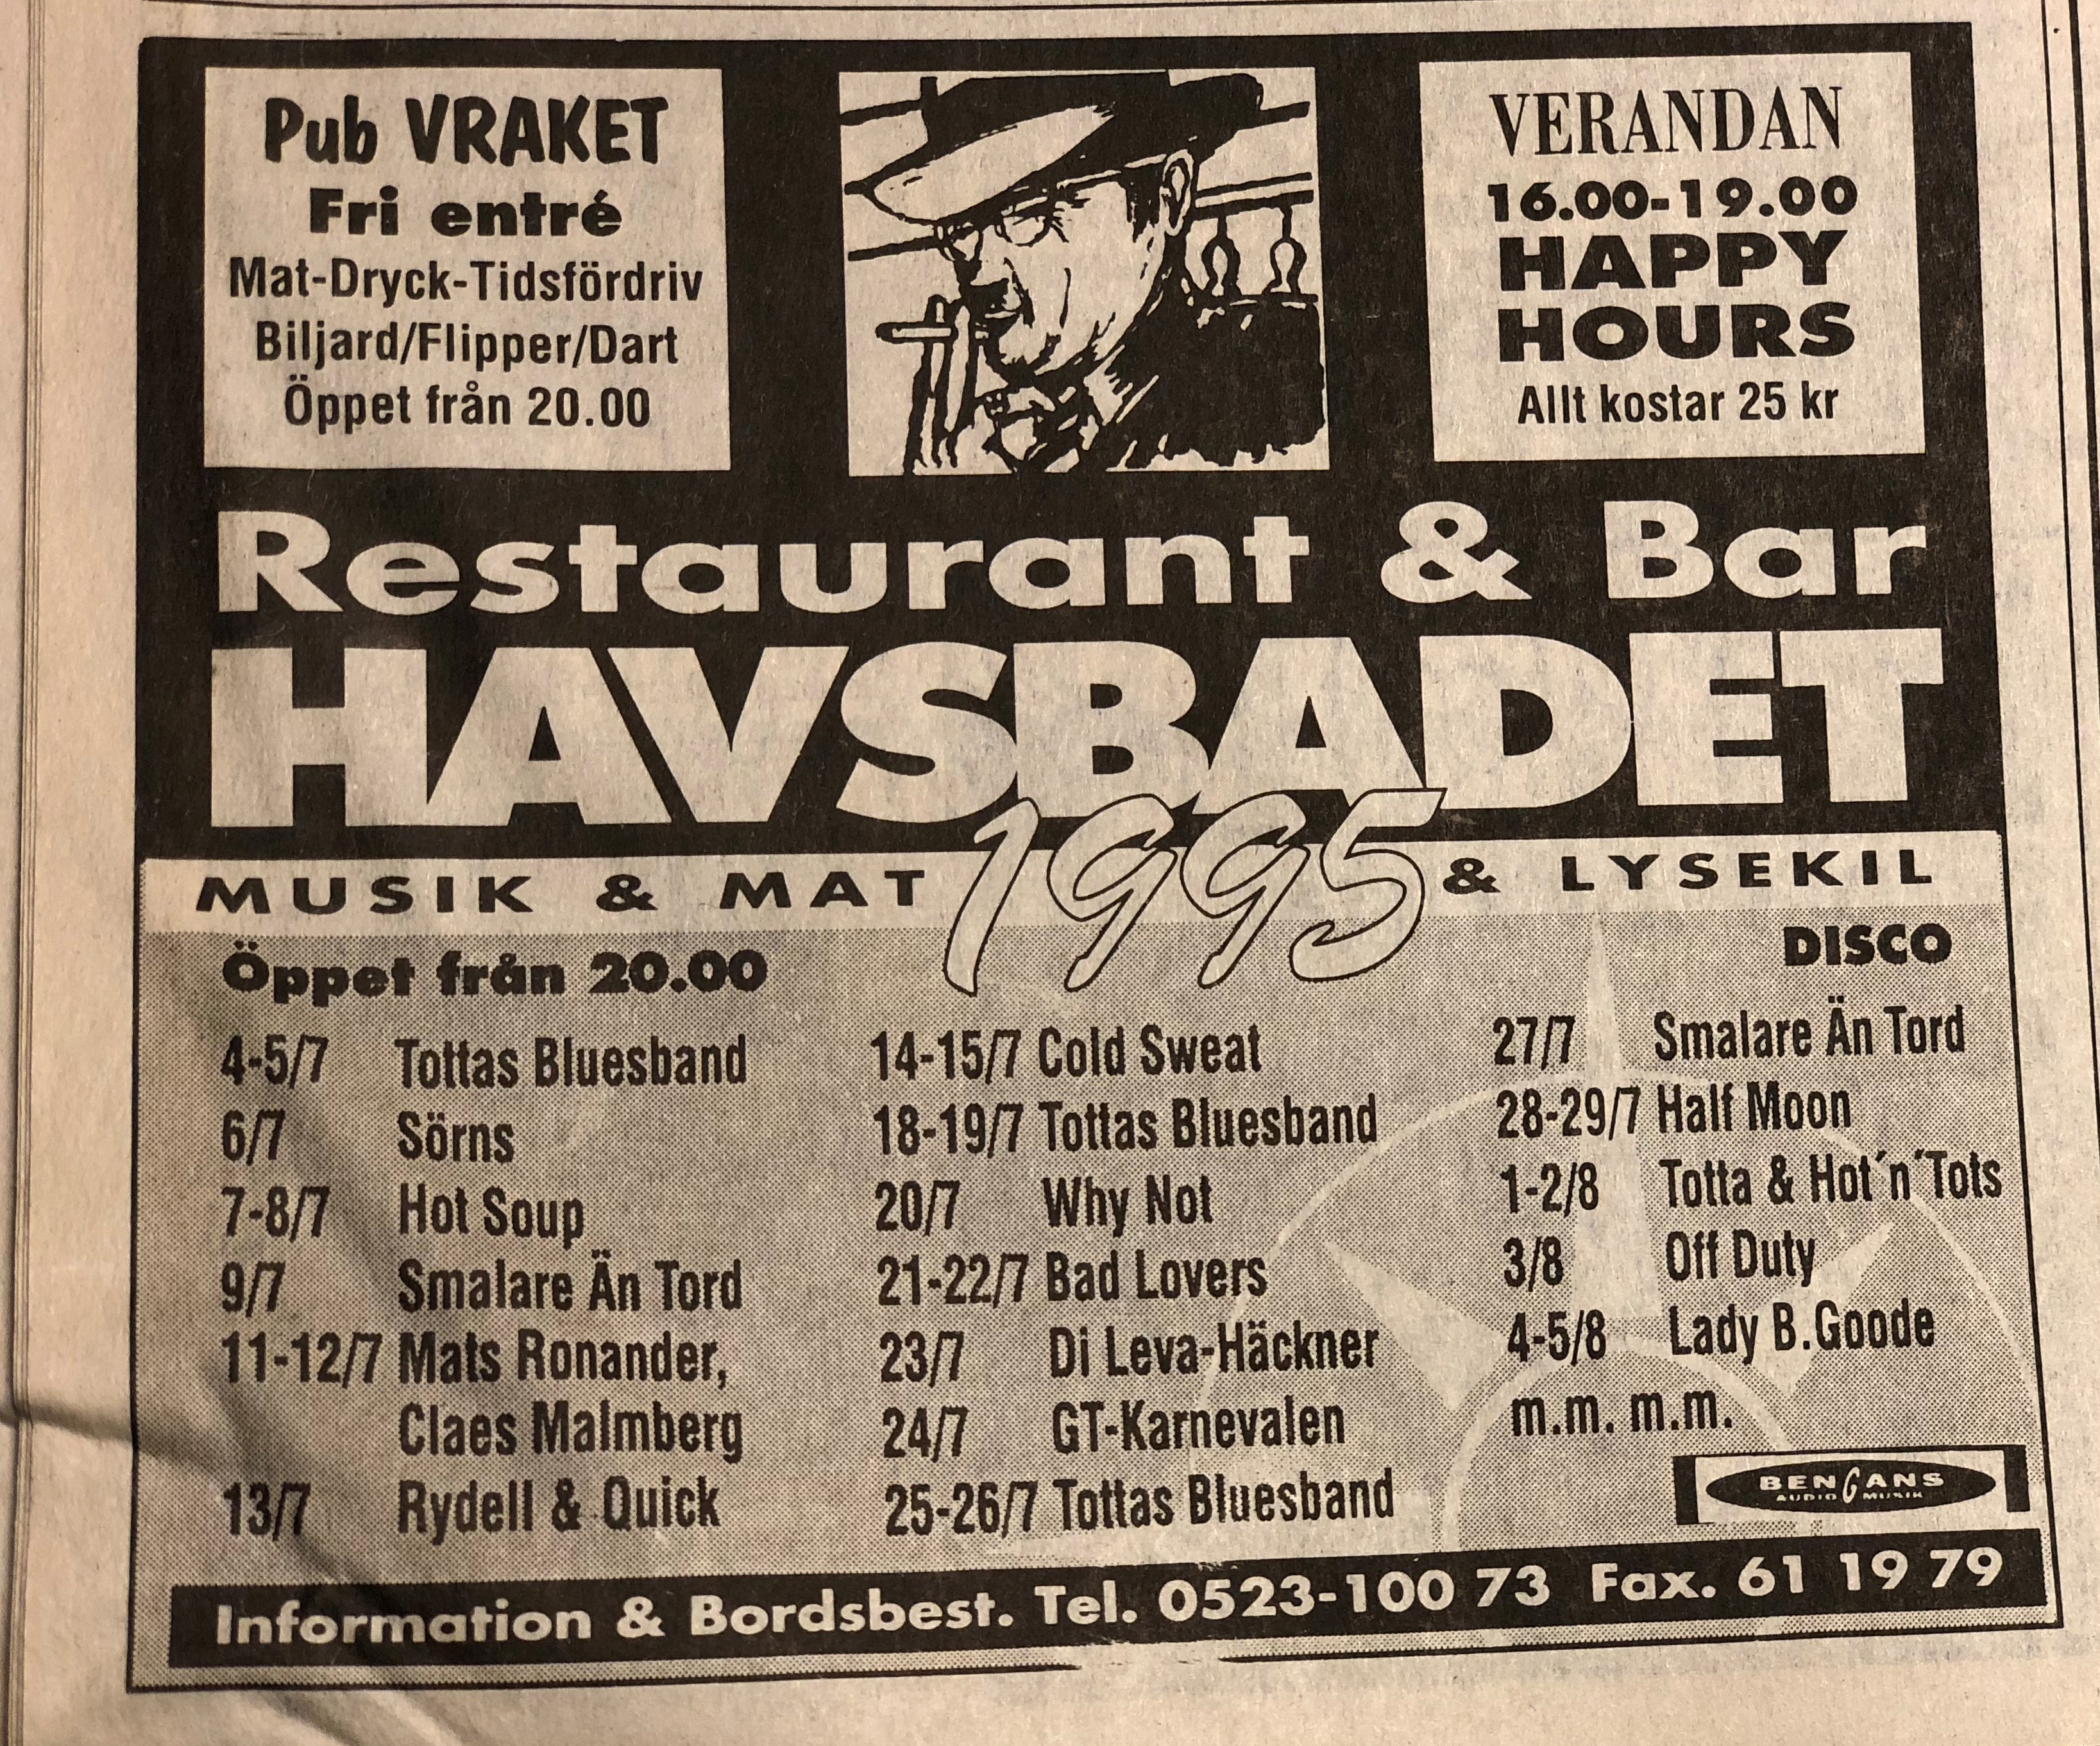 Pub VRAKET
Fri entré
Mat-Dryck-Tidsfördriv
Biljard/Flipper/Dart
Öppet från 20.00
VERANDAN
16.00-19.00
HAPPY
HOURS
Allt kostar 25 kr
Restaurant & Bar
HAVSBADET
1995
MUSIK & MAT & LYSEKIL
Öppet från 20.00
4-5/7 Tottas Bluesband
6/7 Sörns
7-8/7 Hot Soup
9/7 Smalare Än Tord
11-12/7 Mats Ronander,
Claes Malmberg
13/7 Rydell & Quick
14-15/7 Cold Sweat
18-19/7 Tottas Bluesband
20/7 Why Not
21-22/7 Bad Lovers
23/7 Di Leva-Häckner
24/7 GT-Karnevalen
25-26/7 Tottas Bluesband
DISCO
27/7 Smalare Än Tord
28-29/7 Half Moon
1-2/8 Totta & Hot´n´Tots
3/8 Off Duty
4-5/8 Lady B.Goode
m.m. m.m.
BENGANS
AUDIO MUSIK
Information & Bordsbest. Tel. 0523-100 73 Fax. 61 19 79